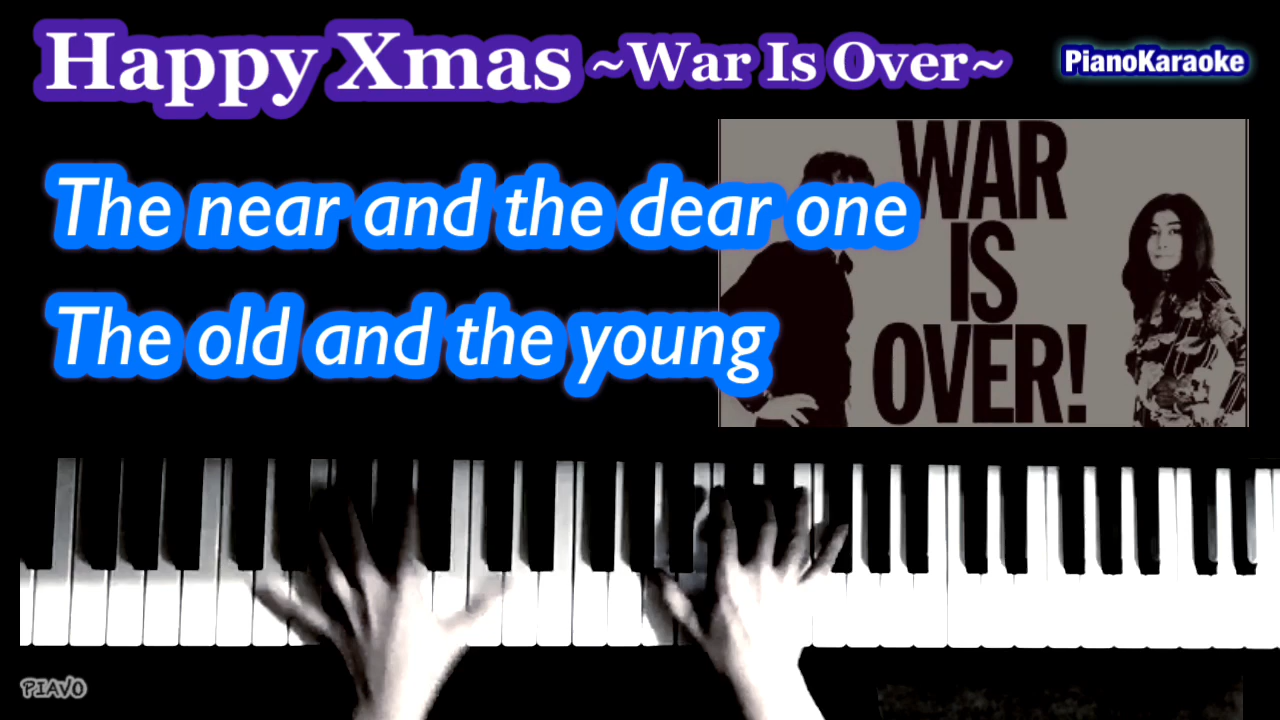 Happy Xmas ~War Is Over~
PianoKaraoke
The near and the dear one
The old and the young
WAR
IS
OVER!
PIAVO